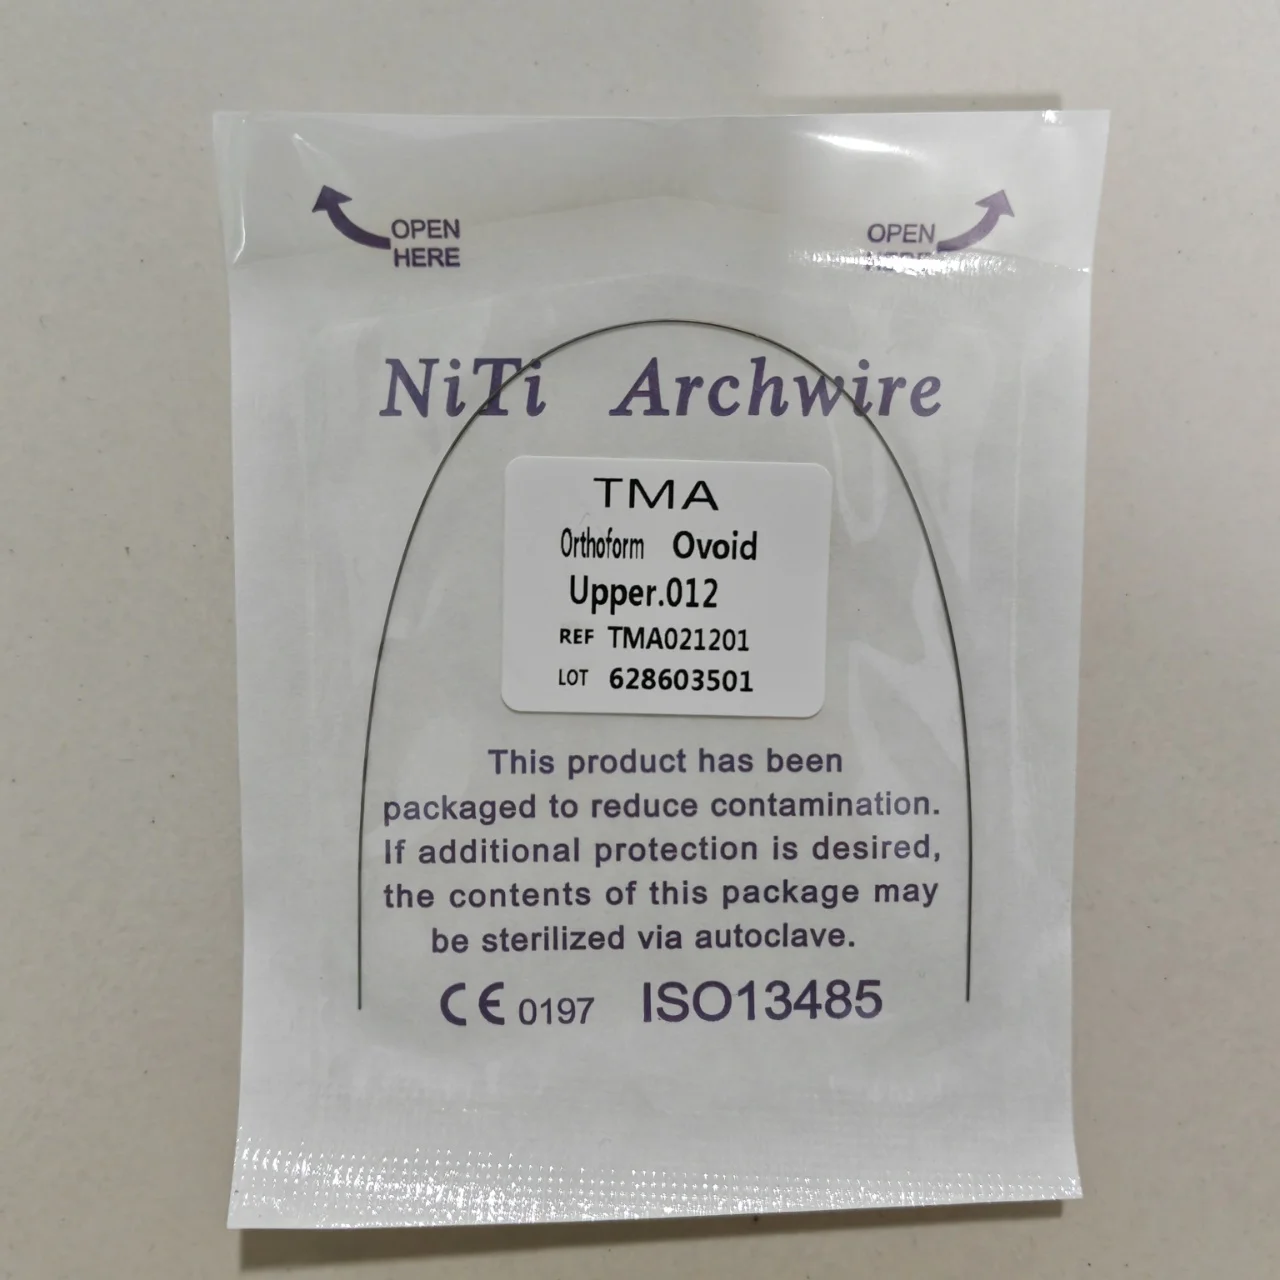 OPEN HERE
OPEN
NiTi Archwire
TMA
Orthoform Ovoid
Upper.012
REF TMA021201
LOT 628603501
This product has been
packaged to reduce contamination.
If additional protection is desired,
the contents of this package may
be sterilized via autoclave.
CE 0197 ISO13485